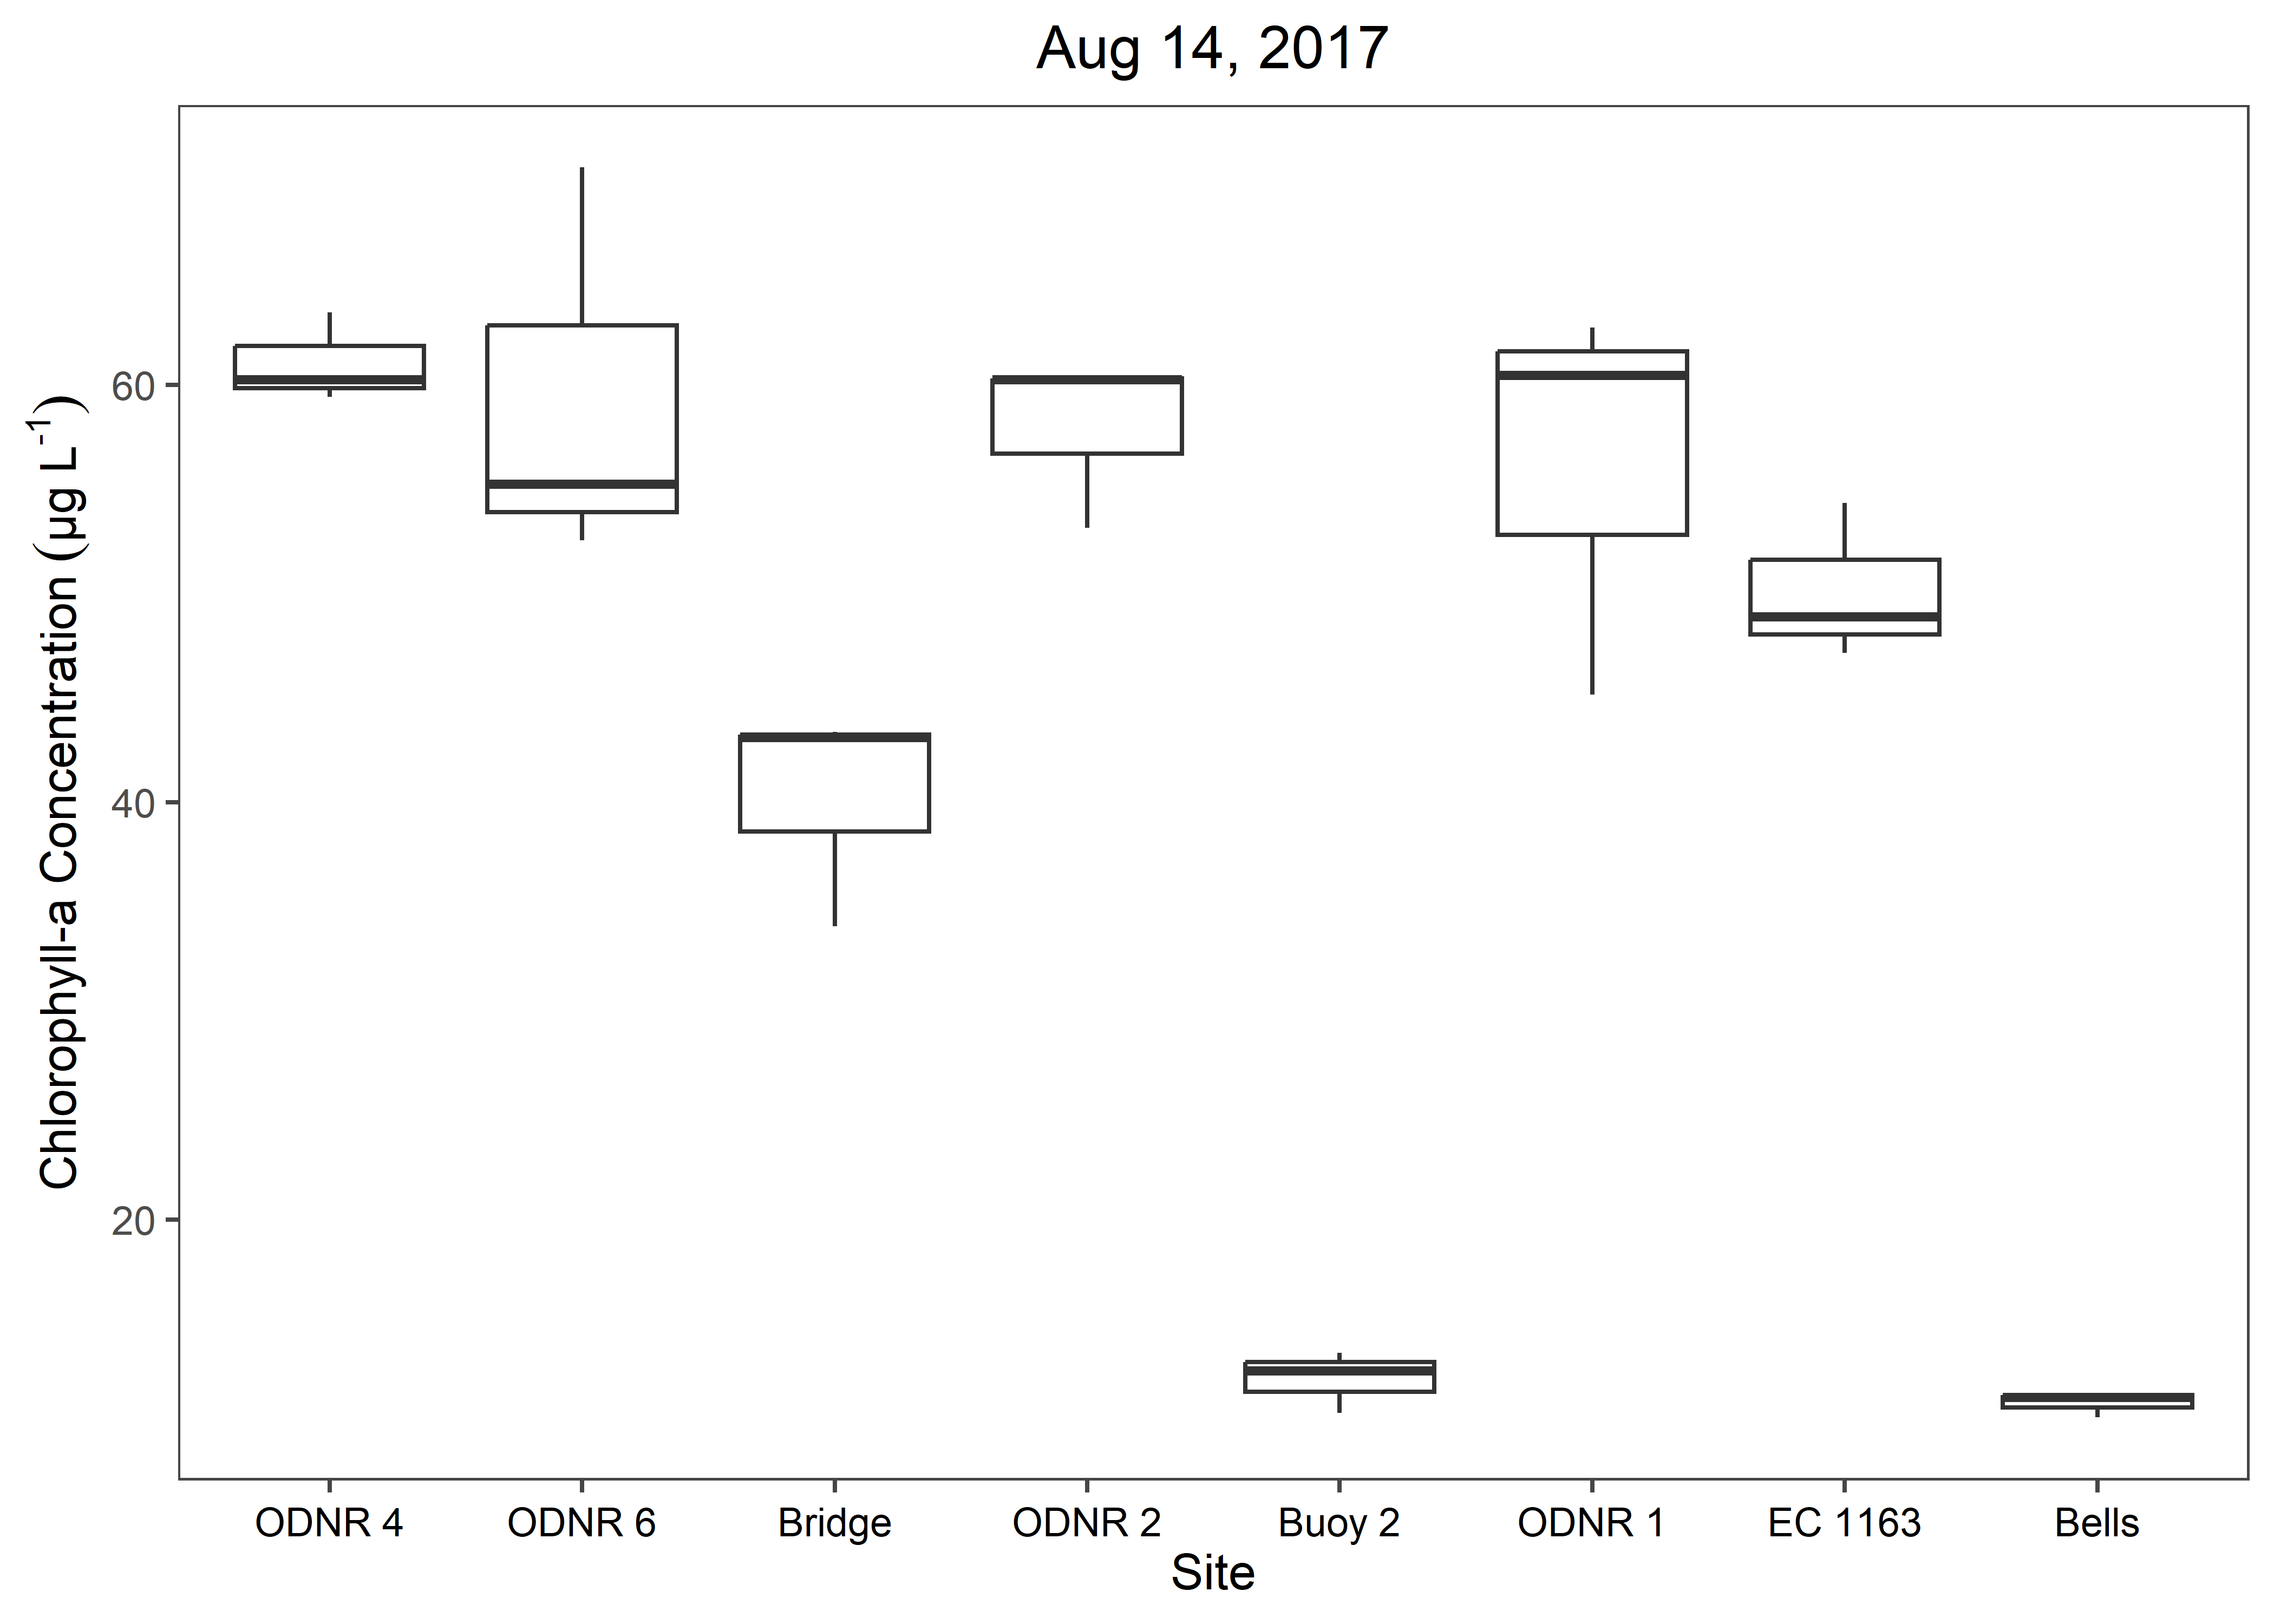 Aug 14, 2017
Chlorophyll-a Concentration (µg L⁻¹)
60
40
20
ODNR 4 ODNR 6 Bridge ODNR 2 Buoy 2 ODNR 1 EC 1163 Bells
Site